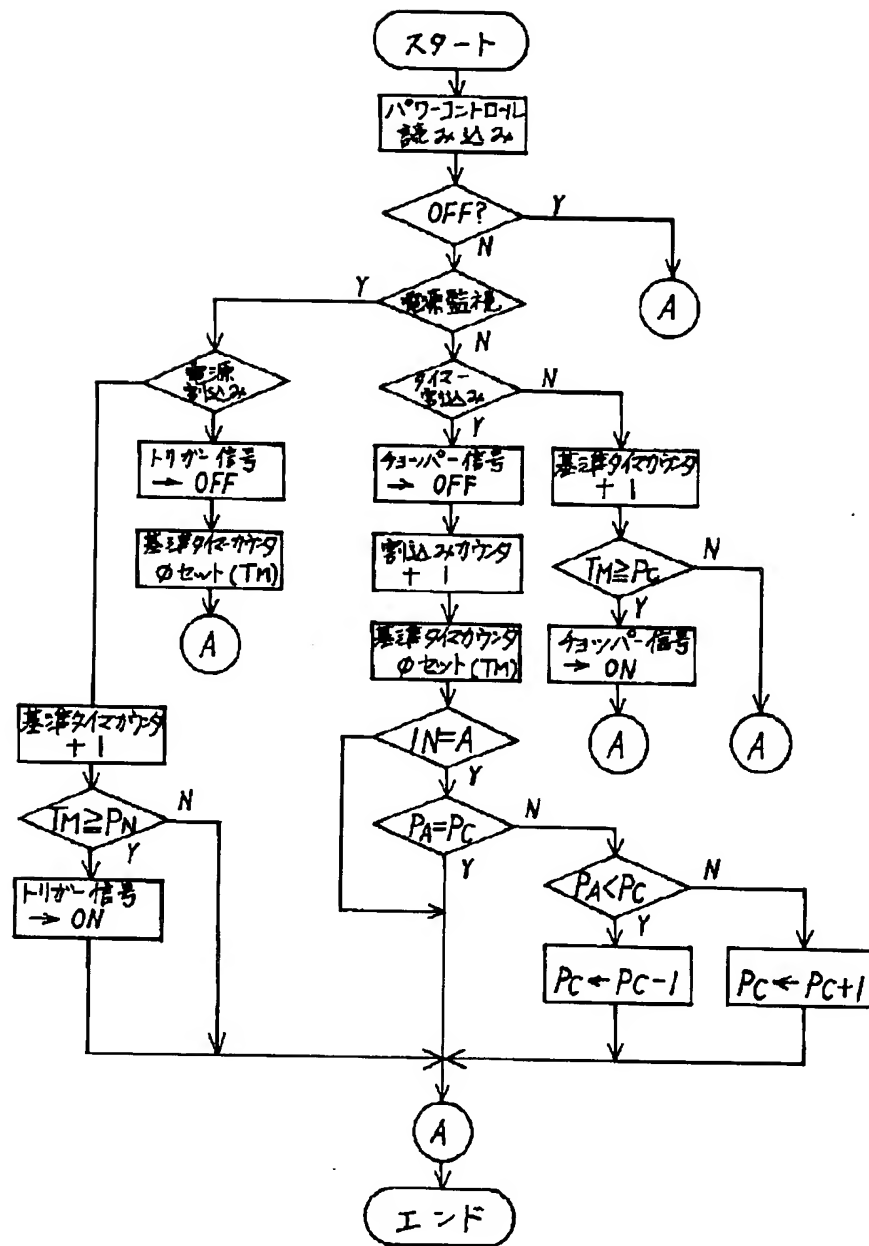 スタート
パワーコントロール
読み込み
OFF?
Y
N
A
電源監視
Y
N
電源
割込み
タイマー
割込み
N
Y
トリガー信号
→ OFF
チョッパー信号
→ OFF
基準タイマカウンタ
+ 1
基準タイマーカウンタ
φセット(TM)
割込みカウンタ
+ 1
TM≧PC
N
Y
A
基準タイマカウンタ
φセット(TM)
チョッパー信号
→ ON
基準タイマカウンタ
+ 1
IN=A
Y
A
A
TM≧PN
N
Y
PA=PC
N
Y
トリガー信号
→ ON
PA<PC
N
Y
PC←PC-1
PC←PC+1
A
エンド